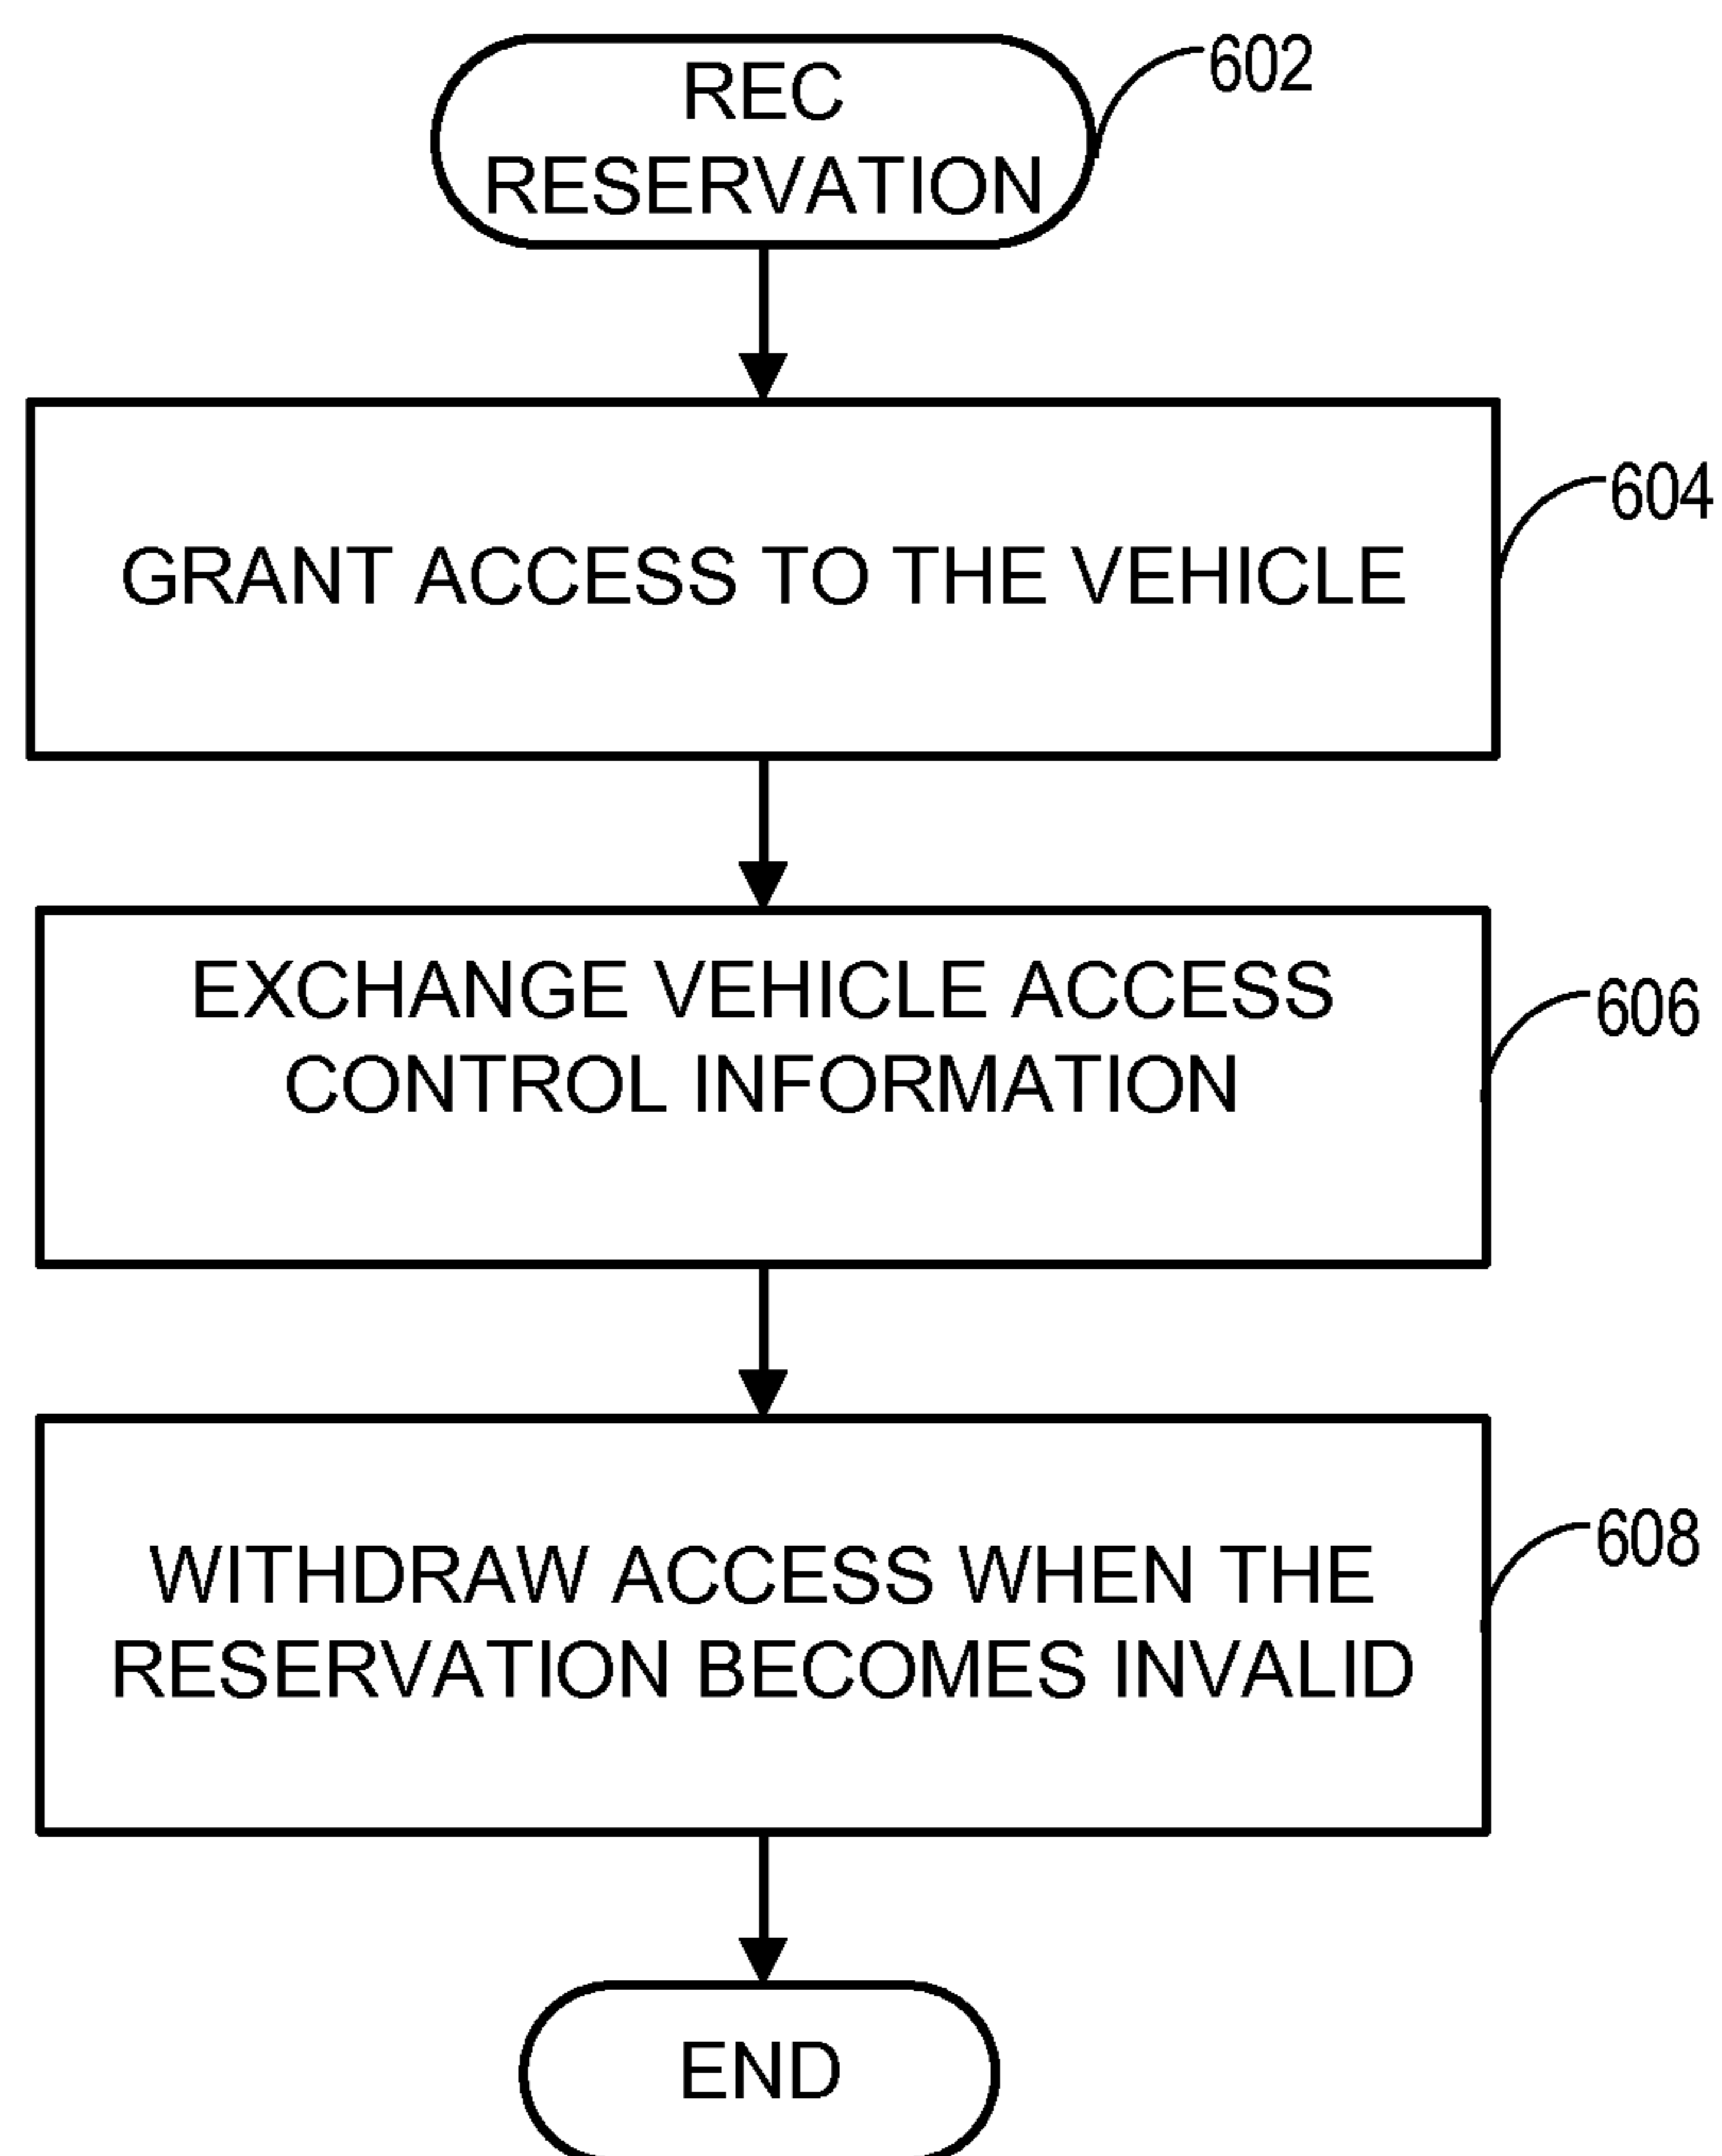 REC
RESERVATION
602
GRANT ACCESS TO THE VEHICLE
604
EXCHANGE VEHICLE ACCESS
CONTROL INFORMATION
606
WITHDRAW ACCESS WHEN THE
RESERVATION BECOMES INVALID
608
END